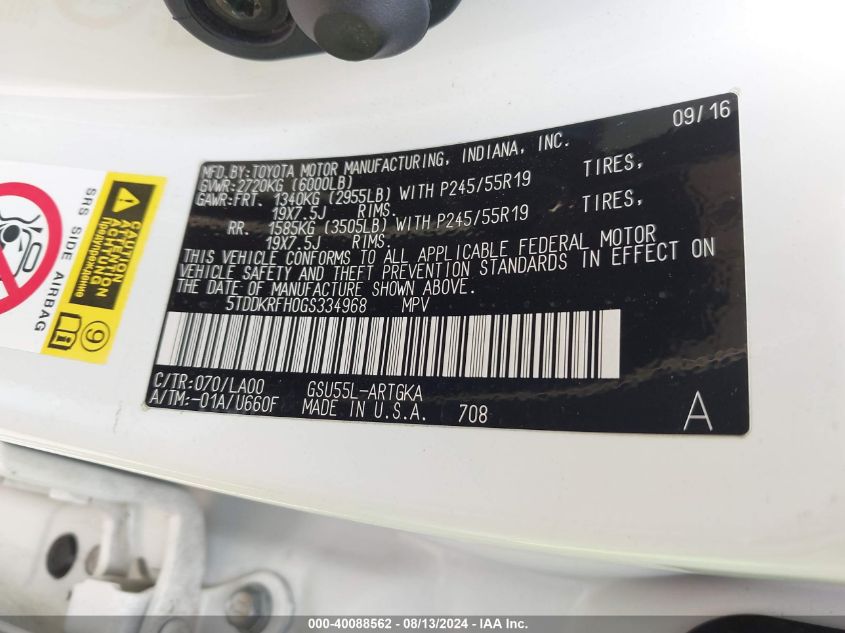 09/16
MFD.BY:TOYOTA MOTOR MANUFACTURING, INDIANA, INC.
GVWR:2720KG (6000LB)
GAWR:FRT. 1340KG (2955LB) WITH P245/55R19 TIRES,
19X7.5J RIMS.
RR. 1585KG (3505LB) WITH P245/55R19 TIRES,
19X7.5J RIMS.
THIS VEHICLE CONFORMS TO ALL APPLICABLE FEDERAL MOTOR
VEHICLE SAFETY AND THEFT PREVENTION STANDARDS IN EFFECT ON
THE DATE OF MANUFACTURE SHOWN ABOVE.
5TDDKRFH0GS334968 MPV
C/TR:070/LA00 GSU55L-ARTGKA
A/TM:-01A/U660F MADE IN U.S.A. 708
A
SRS SIDE AIRBAG
CAUTION
ATTENTION
ACHTUNG
Предупреждение
9
000-40088562 - 08/13/2024 - IAA Inc.